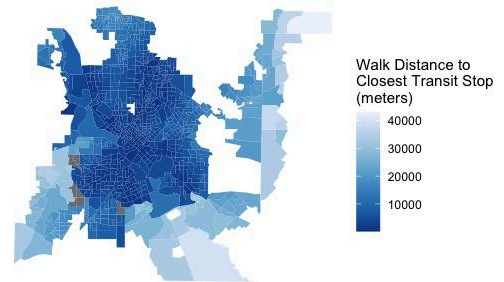 Walk Distance to
Closest Transit Stop
(meters)
40000
30000
20000
10000